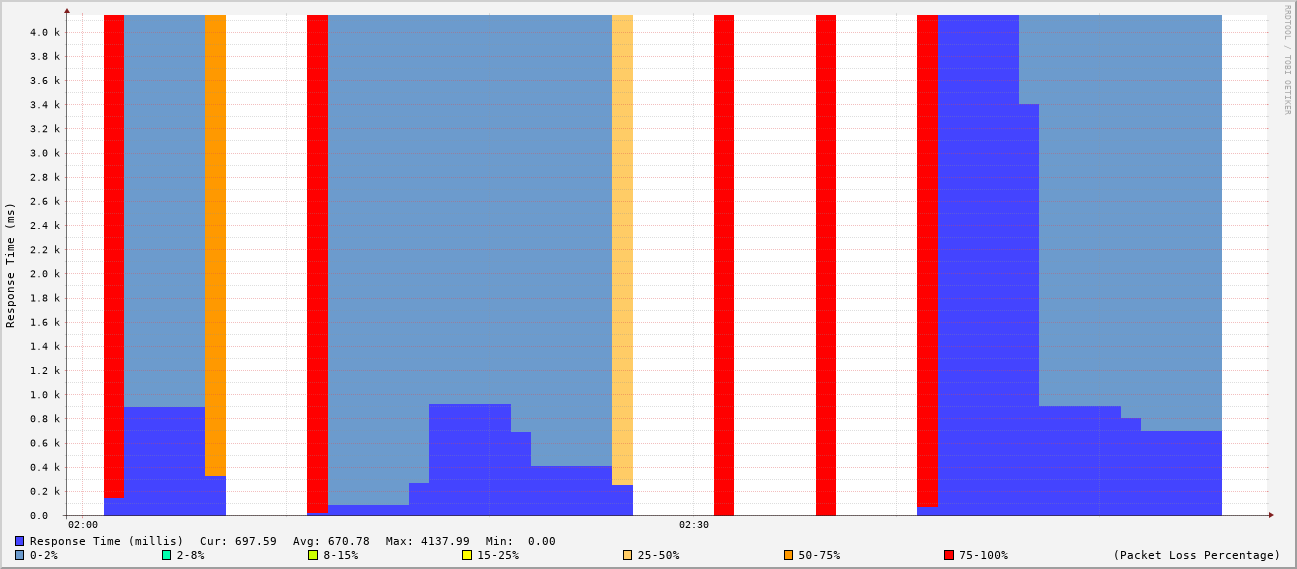 RRDTOOL / TOBI OETIKER
Response Time (ms)
4.0 k
3.8 k
3.6 k
3.4 k
3.2 k
3.0 k
2.8 k
2.6 k
2.4 k
2.2 k
2.0 k
1.8 k
1.6 k
1.4 k
1.2 k
1.0 k
0.8 k
0.6 k
0.4 k
0.2 k
0.0
02:00 02:30
Response Time (millis) Cur: 697.59 Avg: 670.78 Max: 4137.99 Min: 0.00
0-2% 2-8% 8-15% 15-25% 25-50% 50-75% 75-100% (Packet Loss Percentage)